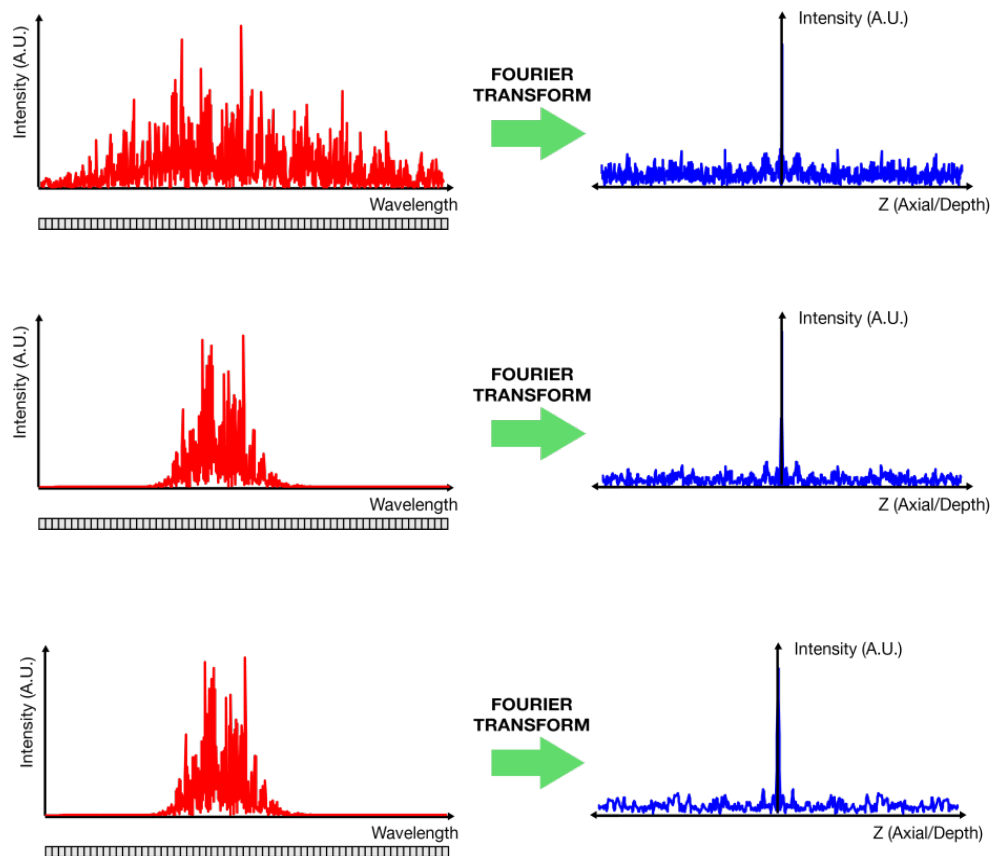 Intensity (A.U.)
Intensity (A.U.)
FOURIER
TRANSFORM
Wavelength
Z (Axial/Depth)
Intensity (A.U.)
Intensity (A.U.)
FOURIER
TRANSFORM
Wavelength
Z (Axial/Depth)
Intensity (A.U.)
Intensity (A.U.)
FOURIER
TRANSFORM
Wavelength
Z (Axial/Depth)